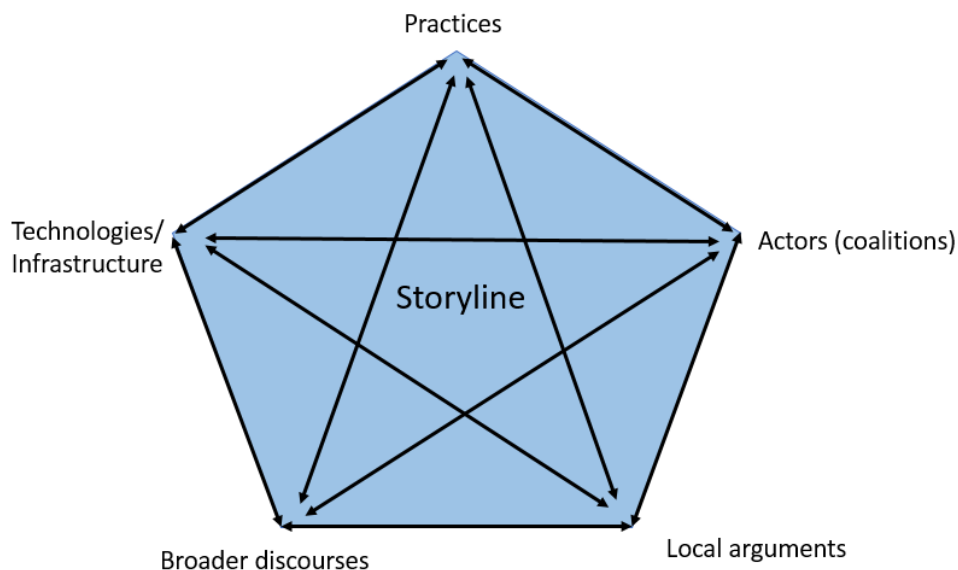 Practices
Technologies/
Infrastructure
Actors (coalitions)
Storyline
Broader discourses
Local arguments